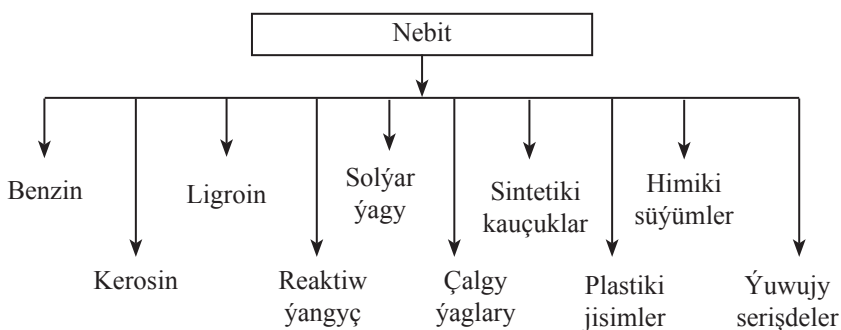 Nebit
Benzin
Kerosin
Ligroin
Reaktiw
ýangyç
Solýar
ýagy
Çalgy
ýaglary
Sintetiki
kauçuklar
Plastiki
jisimler
Himiki
süýümler
Ýuwujy
serişdeler